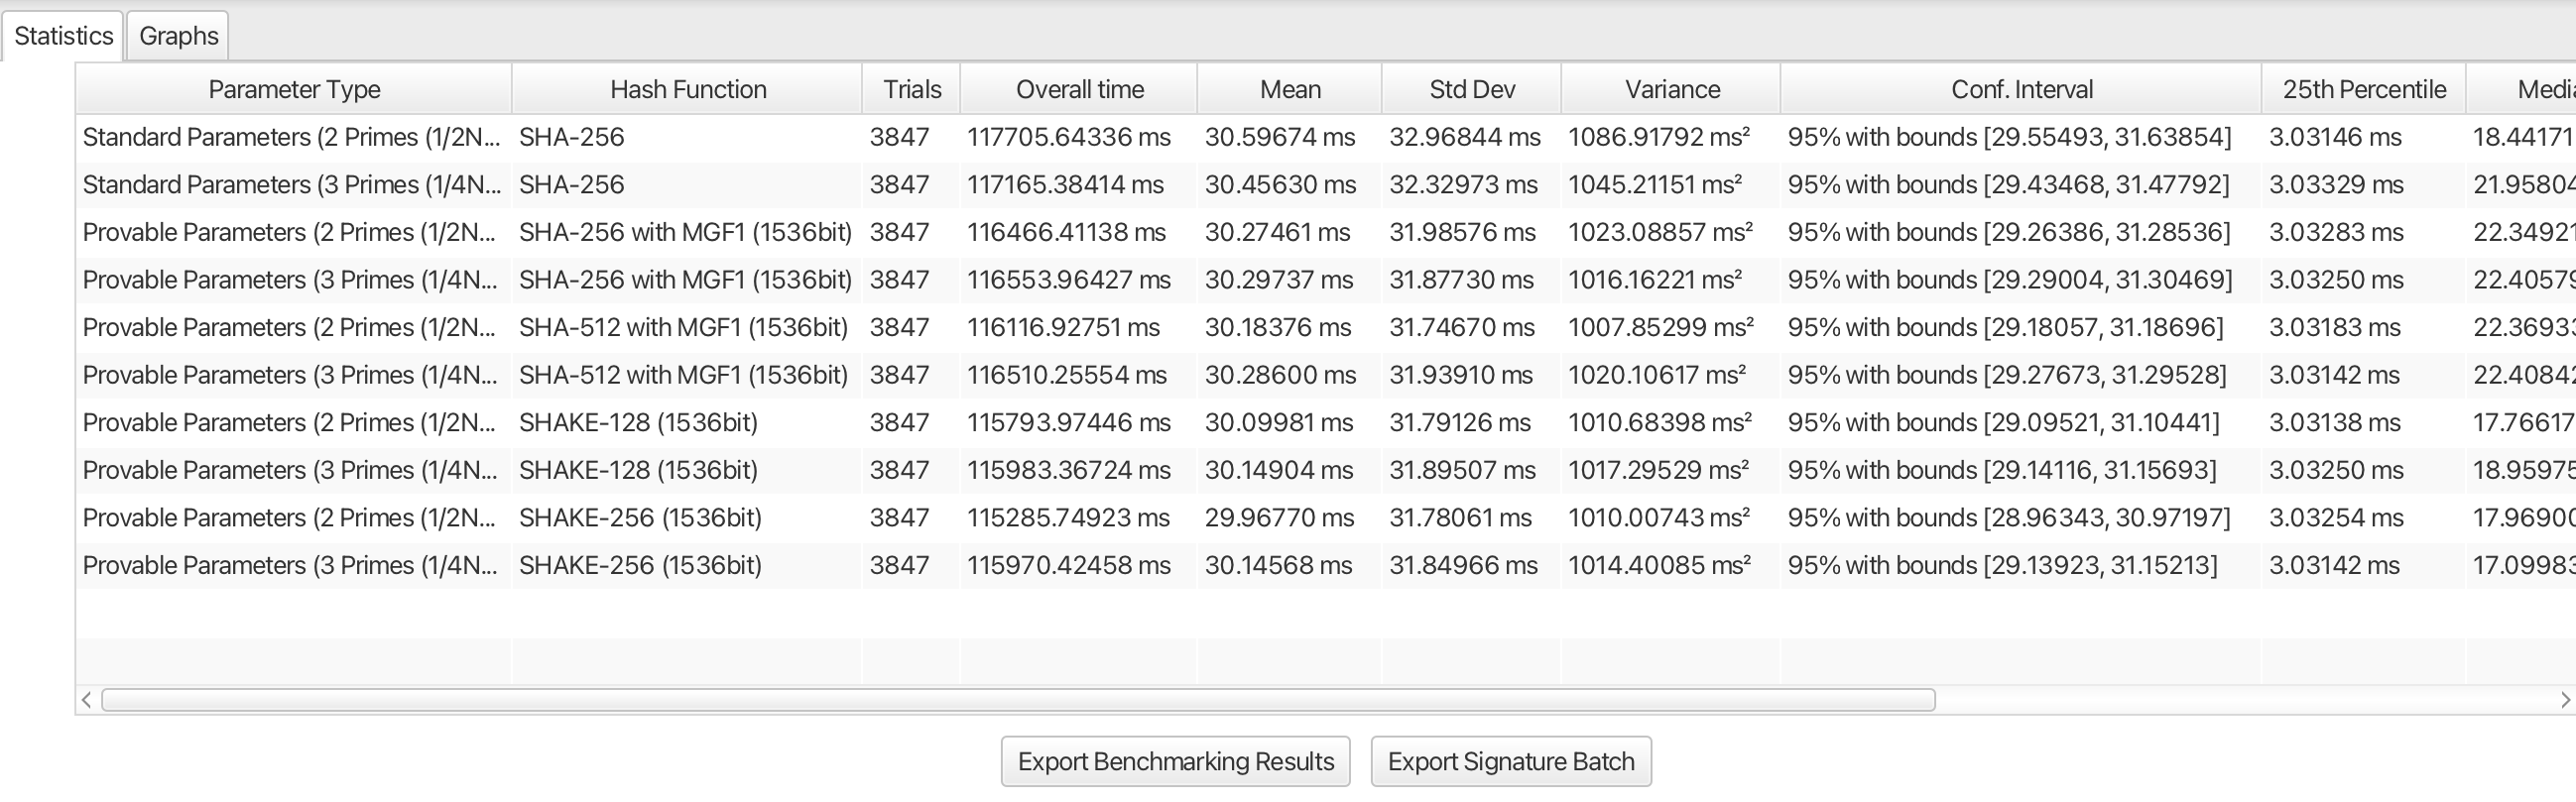 Statistics Graphs
Parameter Type Hash Function Trials Overall time Mean Std Dev Variance Conf. Interval 25th Percentile Media
Standard Parameters (2 Primes (1/2N... SHA-256 3847 117705.64336 ms 30.59674 ms 32.96844 ms 1086.91792 ms² 95% with bounds [29.55493, 31.63854] 3.03146 ms 18.44171
Standard Parameters (3 Primes (1/4N... SHA-256 3847 117165.38414 ms 30.45630 ms 32.32973 ms 1045.21151 ms² 95% with bounds [29.43468, 31.47792] 3.03329 ms 21.95804
Provable Parameters (2 Primes (1/2N... SHA-256 with MGF1 (1536bit) 3847 116466.41138 ms 30.27461 ms 31.98576 ms 1023.08857 ms² 95% with bounds [29.26386, 31.28536] 3.03283 ms 22.34921
Provable Parameters (3 Primes (1/4N... SHA-256 with MGF1 (1536bit) 3847 116553.96427 ms 30.29737 ms 31.87730 ms 1016.16221 ms² 95% with bounds [29.29004, 31.30469] 3.03250 ms 22.40579
Provable Parameters (2 Primes (1/2N... SHA-512 with MGF1 (1536bit) 3847 116116.92751 ms 30.18376 ms 31.74670 ms 1007.85299 ms² 95% with bounds [29.18057, 31.18696] 3.03183 ms 22.36933
Provable Parameters (3 Primes (1/4N... SHA-512 with MGF1 (1536bit) 3847 116510.25554 ms 30.28600 ms 31.93910 ms 1020.10617 ms² 95% with bounds [29.27673, 31.29528] 3.03142 ms 22.40842
Provable Parameters (2 Primes (1/2N... SHAKE-128 (1536bit) 3847 115793.97446 ms 30.09981 ms 31.79126 ms 1010.68398 ms² 95% with bounds [29.09521, 31.10441] 3.03138 ms 17.76617
Provable Parameters (3 Primes (1/4N... SHAKE-128 (1536bit) 3847 115983.36724 ms 30.14904 ms 31.89507 ms 1017.29529 ms² 95% with bounds [29.14116, 31.15693] 3.03250 ms 18.95975
Provable Parameters (2 Primes (1/2N... SHAKE-256 (1536bit) 3847 115285.74923 ms 29.96770 ms 31.78061 ms 1010.00743 ms² 95% with bounds [28.96343, 30.97197] 3.03254 ms 17.96900
Provable Parameters (3 Primes (1/4N... SHAKE-256 (1536bit) 3847 115970.42458 ms 30.14568 ms 31.84966 ms 1014.40085 ms² 95% with bounds [29.13923, 31.15213] 3.03142 ms 17.09983
Export Benchmarking Results Export Signature Batch